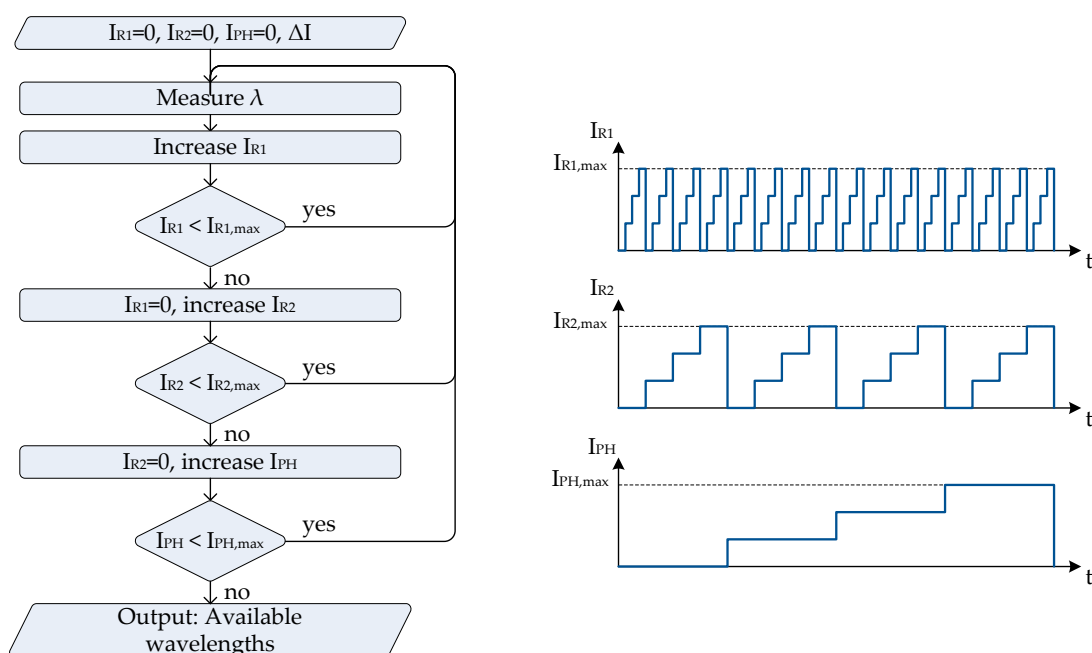 IR1=0, IR2=0, IPH=0, ΔI
Measure λ
Increase IR1
IR1 < IR1,max
yes
no
IR1=0, increase IR2
IR2 < IR2,max
yes
no
IR2=0, increase IPH
IPH < IPH,max
yes
no
Output: Available
wavelengths
IR1
IR1,max
t
IR2
IR2,max
t
IPH
IPH,max
t